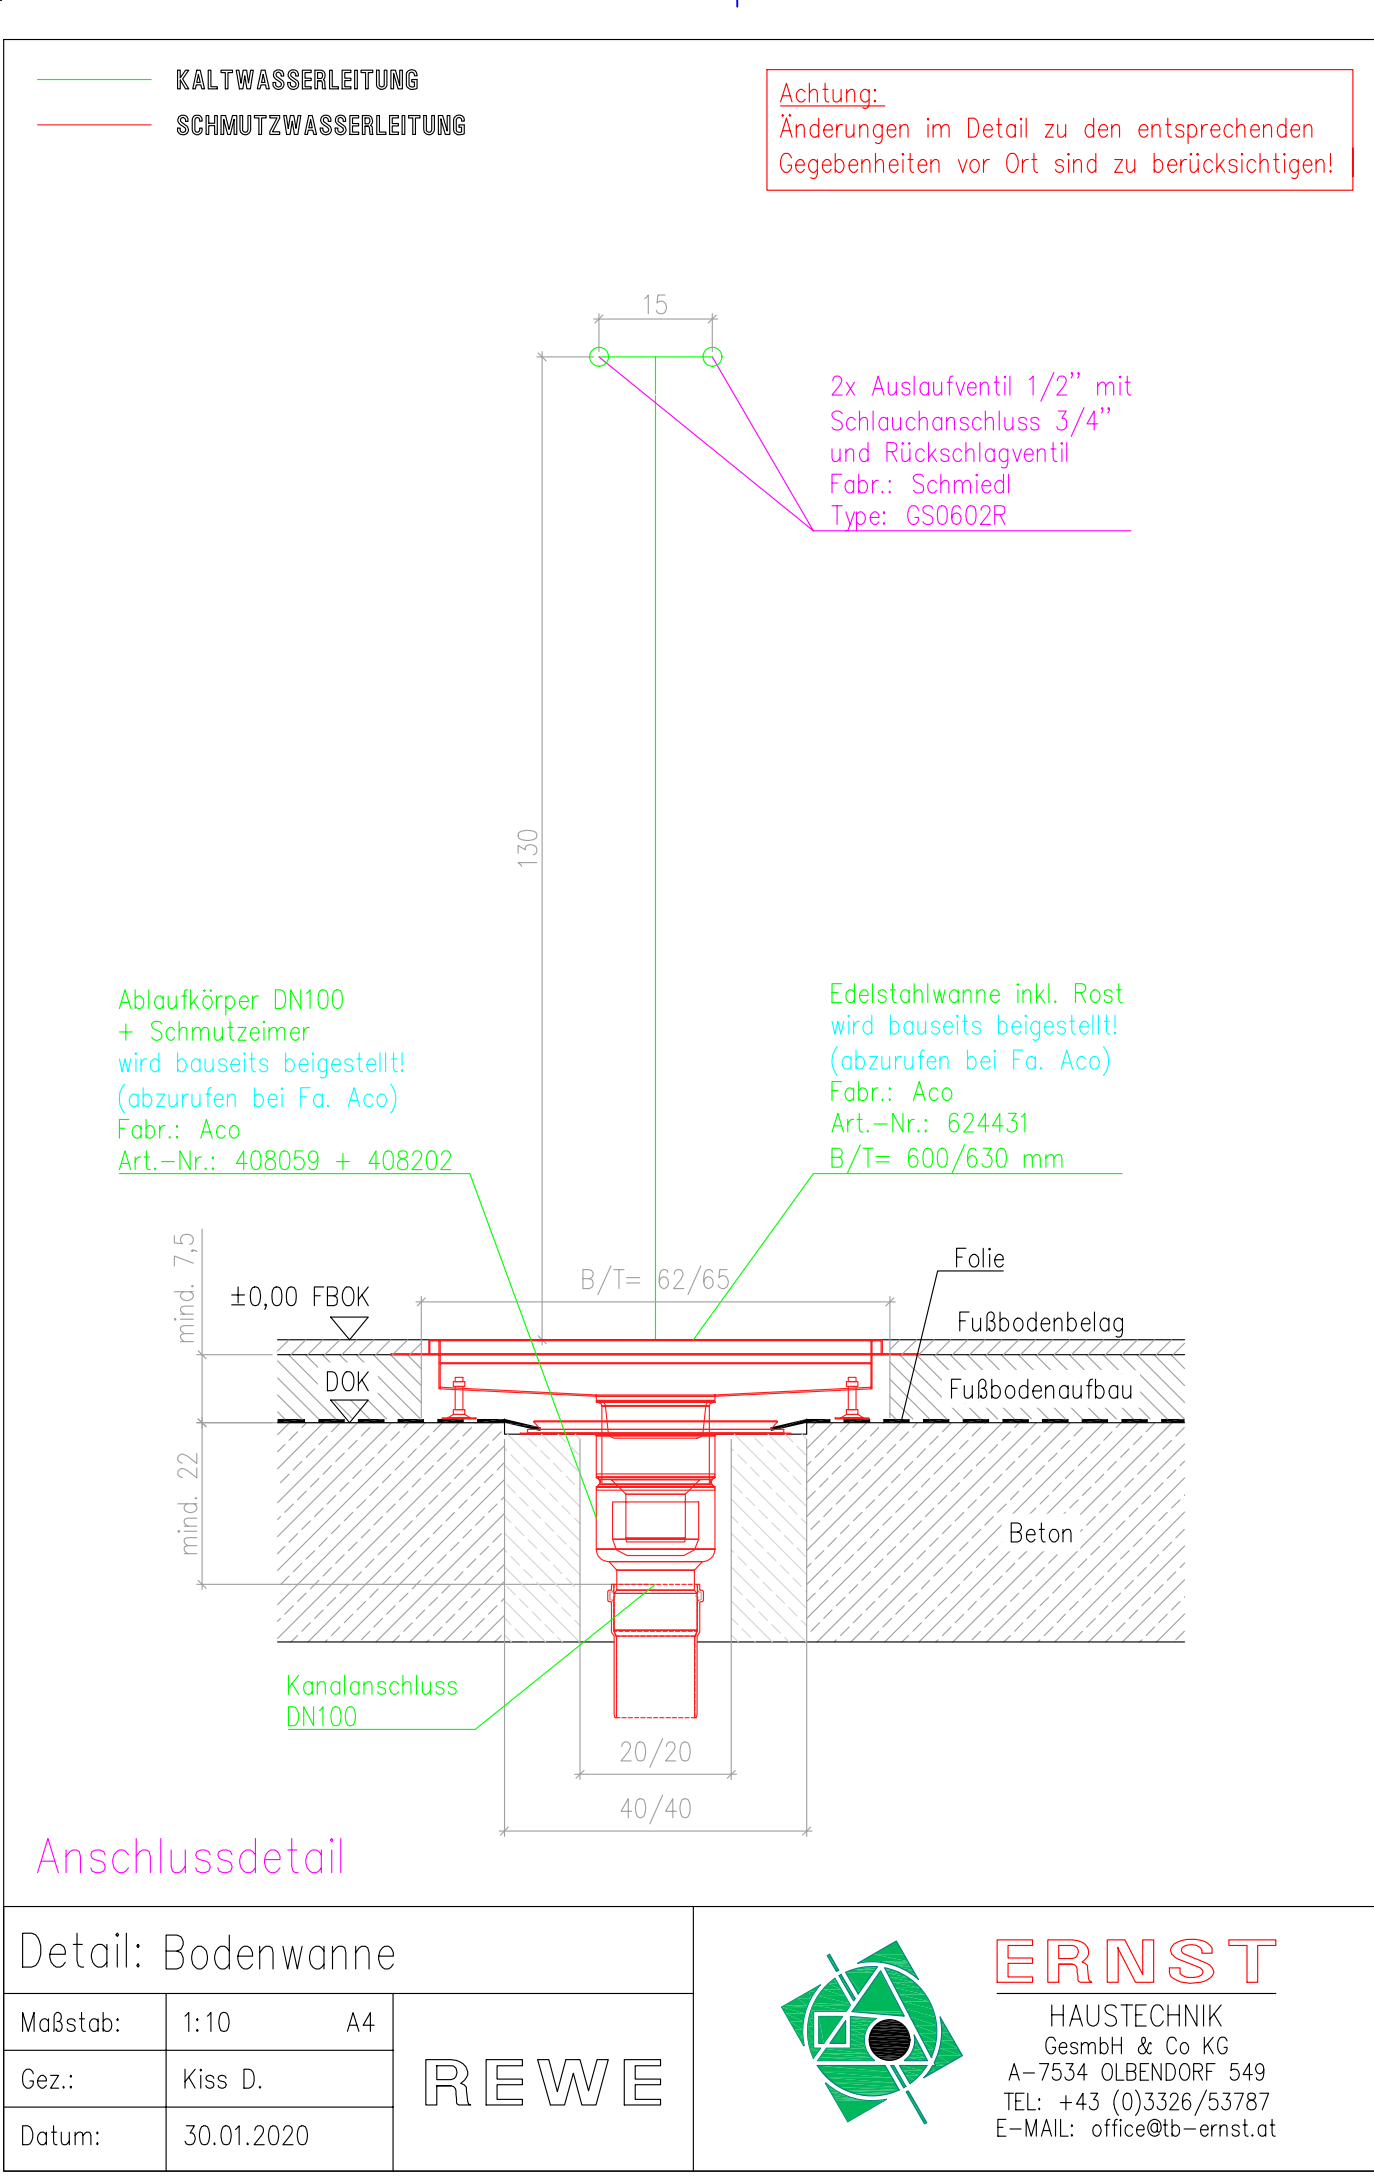 KALTWASSERLEITUNG
SCHMUTZWASSERLEITUNG
Achtung:
Änderungen im Detail zu den entsprechenden
Gegebenheiten vor Ort sind zu berücksichtigen!
15
2x Auslaufventil 1/2" mit
Schlauchanschluss 3/4"
und Rückschlagventil
Fabr.: Schmiedl
Type: GS0602R
130
Ablaufkörper DN100
+ Schmutzeimer
wird bauseits beigestellt!
(abzurufen bei Fa. Aco)
Fabr.: Aco
Art.-Nr.: 408059 + 408202
Edelstahlwanne inkl. Rost
wird bauseits beigestellt!
(abzurufen bei Fa. Aco)
Fabr.: Aco
Art.-Nr.: 624431
B/T= 600/630 mm
mind. 7,5
±0,00 FBOK
B/T= 62/65
Folie
Fußbodenbelag
DOK
Fußbodenaufbau
mind. 22
Beton
Kanalanschluss
DN100
20/20
40/40
Anschlussdetail
Detail: Bodenwanne
Maßstab: 1:10 A4
Gez.: Kiss D.
Datum: 30.01.2020
REWE
ERNST
HAUSTECHNIK
GesmbH & Co KG
A-7534 OLBENDORF 549
TEL: +43 (0)3326/53787
E-MAIL: office@tb-ernst.at